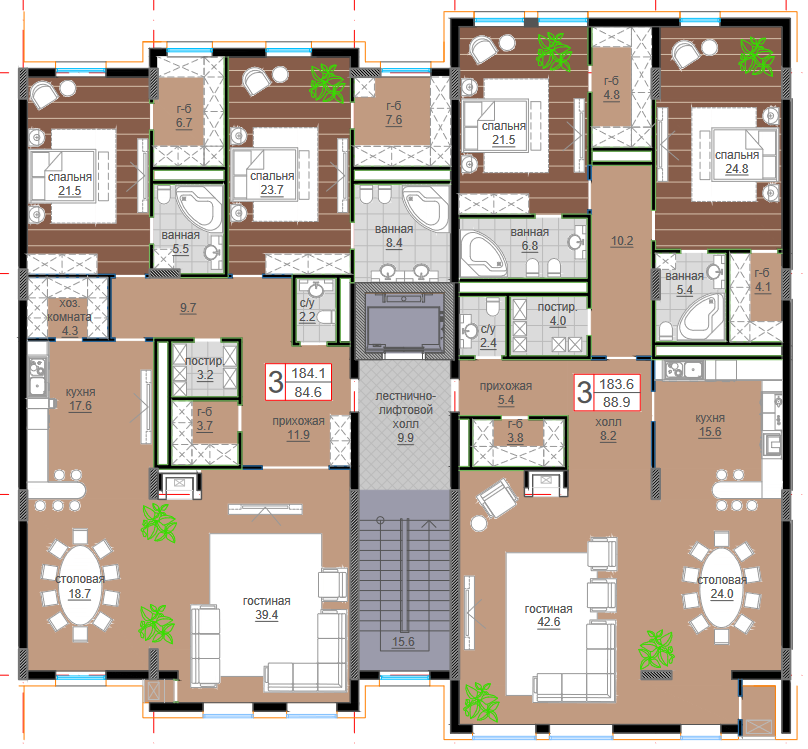 спальня
21.5
г-б
6.7
спальня
23.7
г-б
7.6
спальня
21.5
г-б
4.8
спальня
24.8
ванная
5.5
ванная
8.4
ванная
6.8
10.2
ванная
5.4
г-б
4.1
хоз.
комната
4.3
9.7
с/у
2.2
с/у
2.4
постир.
4.0
кухня
17.6
постир.
3.2
3
184.1
84.6
г-б
3.7
прихожая
11.9
лестнично-
лифтовой
холл
9.9
прихожая
5.4
г-б
3.8
3
183.6
88.9
холл
8.2
кухня
15.6
столовая
18.7
гостиная
39.4
15.6
гостиная
42.6
столовая
24.0